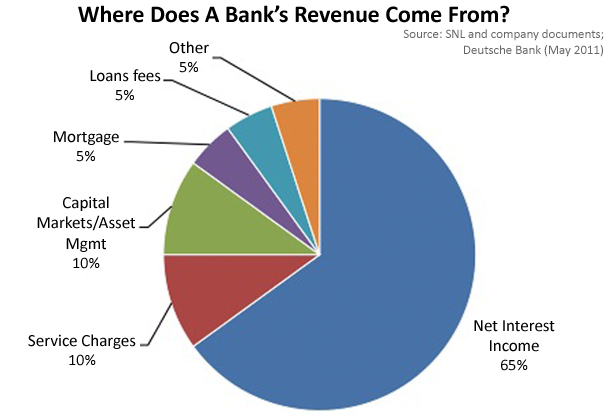 Where Does A Bank's Revenue Come From?
Source: SNL and company documents;
Deutsche Bank (May 2011)
Other
5%
Loans fees
5%
Mortgage
5%
Capital
Markets/Asset
Mgmt
10%
Service Charges
10%
Net Interest
Income
65%